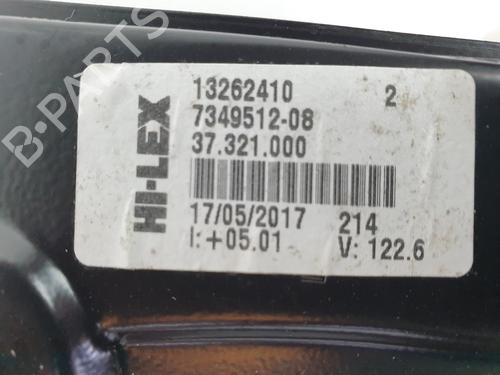 B-PARTS
HI-LEX
13262410 2
7349512-08
37.321.000
17/05/2017 214
I: +05.01 V: 122.6